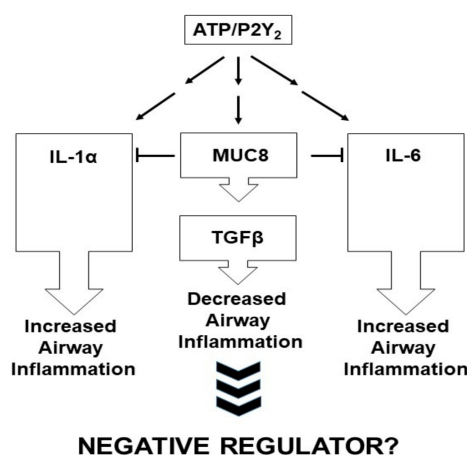 ATP/P2Y₂
IL-1α
MUC8
IL-6
TGFβ
Decreased
Airway
Inflammation
Increased
Airway
Inflammation
Increased
Airway
Inflammation
NEGATIVE REGULATOR?